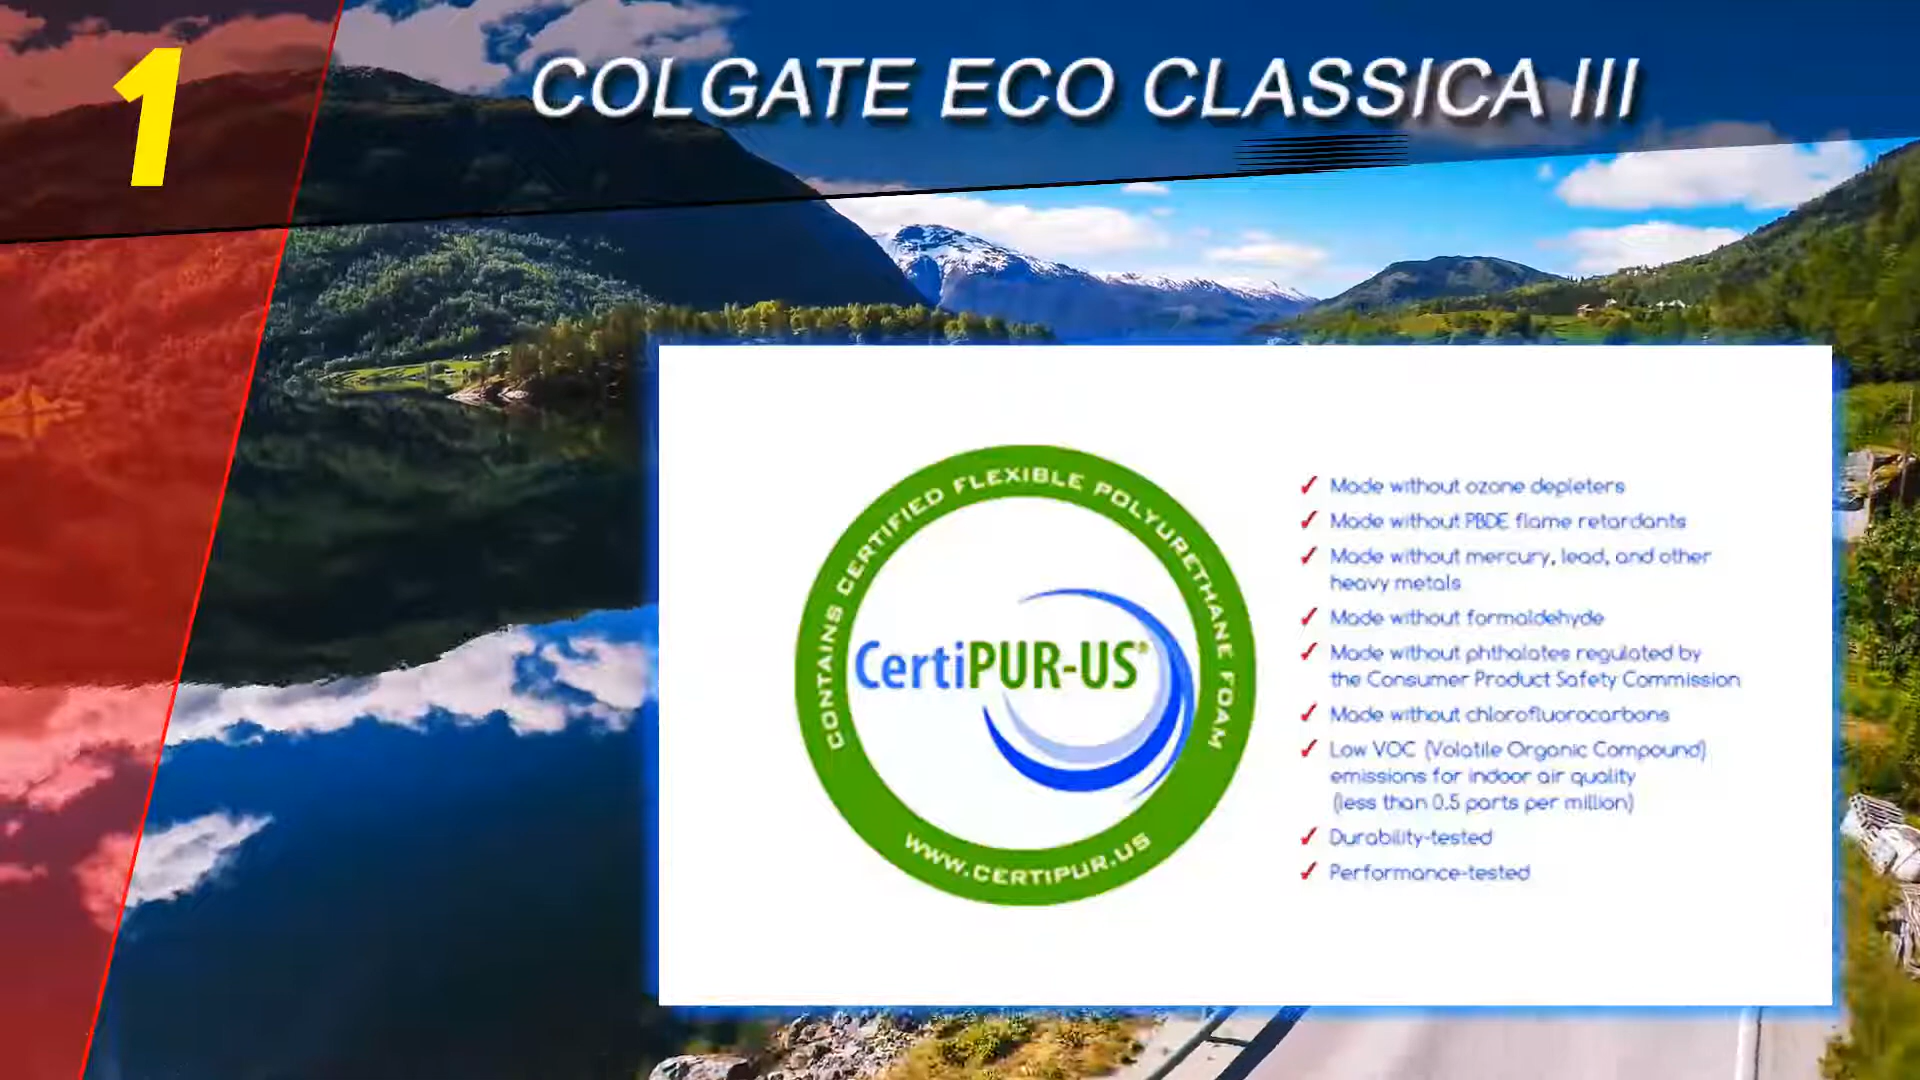 1
COLGATE ECO CLASSICA III
CONTAINS CERTIFIED FLEXIBLE POLYURETHANE FOAM
CertiPUR-US®
WWW.CERTIPUR.US
✓ Made without ozone depleters
✓ Made without PBDE flame retardants
✓ Made without mercury, lead, and other
heavy metals
✓ Made without formaldehyde
✓ Made without phthalates regulated by
the Consumer Product Safety Commission
✓ Made without chlorofluorocarbons
✓ Low VOC (Volatile Organic Compound)
emissions for indoor air quality
(less than 0.5 parts per million)
✓ Durability-tested
✓ Performance-tested